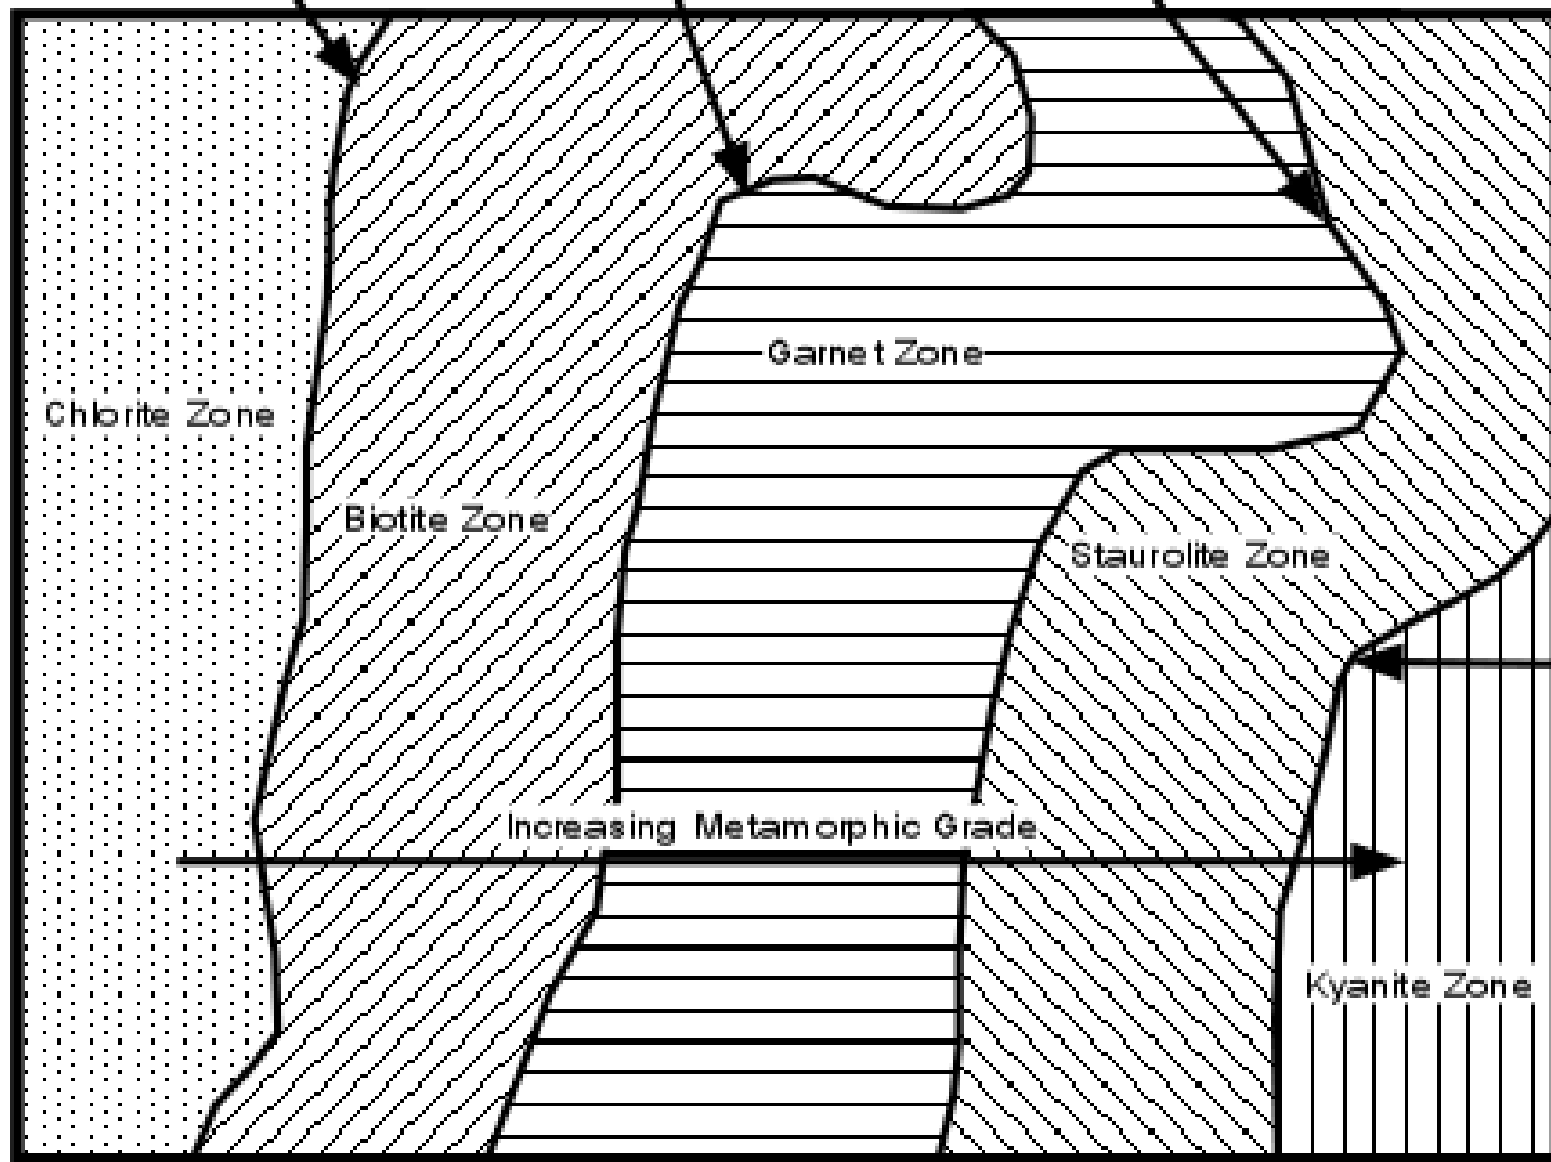 Garnet Zone
Chlorite Zone
Biotite Zone
Staurolite Zone
Increasing Metamorphic Grade
Kyanite Zone